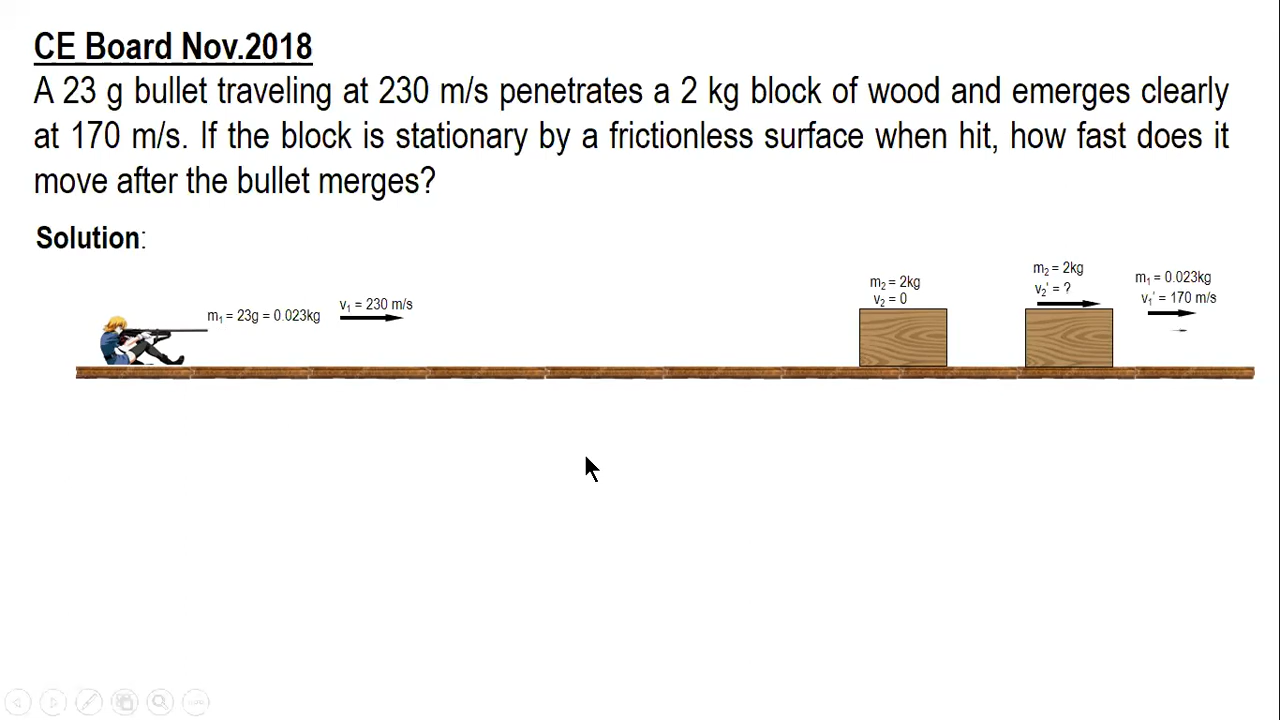 CE Board Nov.2018
A 23 g bullet traveling at 230 m/s penetrates a 2 kg block of wood and emerges clearly
at 170 m/s. If the block is stationary by a frictionless surface when hit, how fast does it
move after the bullet merges?
Solution:
m₁ = 23g = 0.023kg
v₁ = 230 m/s
m₂ = 2kg
v₂ = 0
m₂ = 2kg
v₂' = ?
m₁ = 0.023kg
v₁' = 170 m/s